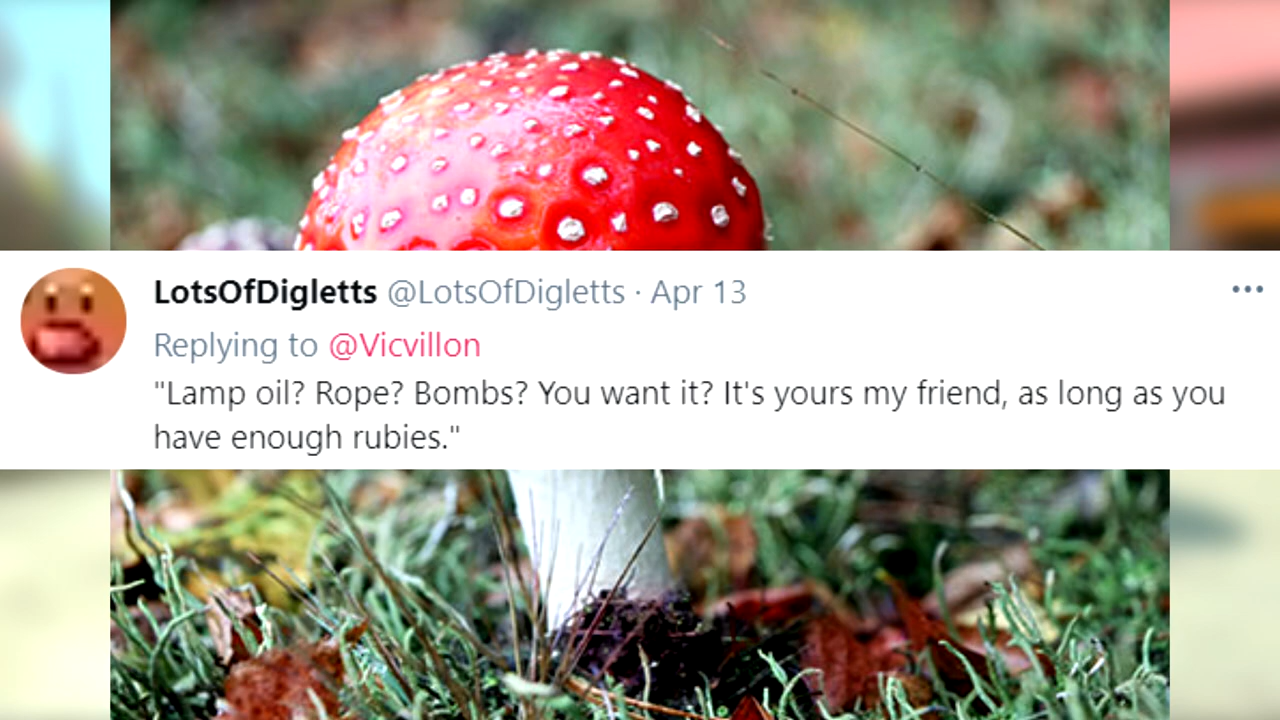 LotsOfDigletts @LotsOfDigletts · Apr 13
Replying to @Vicvillon
"Lamp oil? Rope? Bombs? You want it? It's yours my friend, as long as you
have enough rubies."